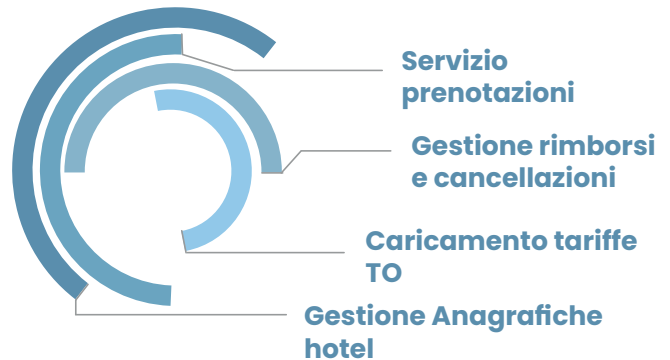 Servizio
prenotazioni
Gestione rimborsi
e cancellazioni
Caricamento tariffe
TO
Gestione Anagrafiche
hotel